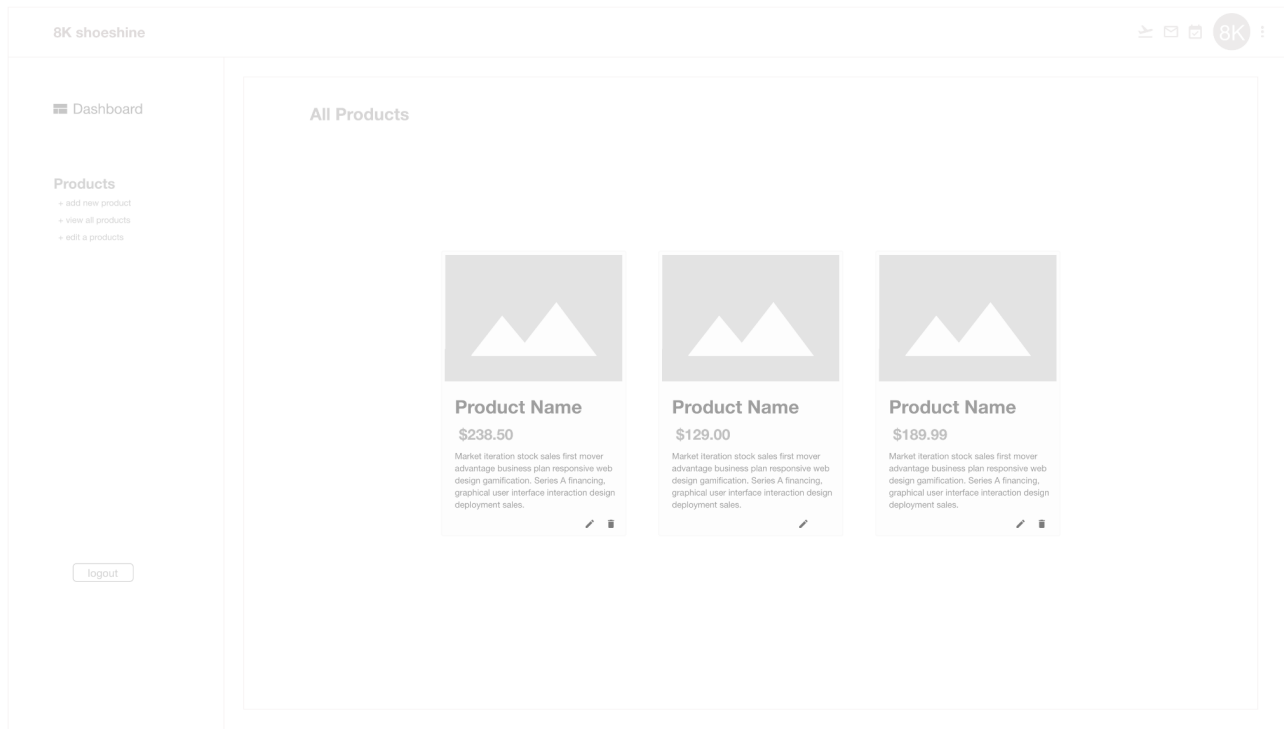 8K shoeshine
8K
Dashboard
All Products
Products
+ add new product
+ view all products
+ edit a products
Product Name
$238.50
Market iteration stock sales first mover
advantage business plan responsive web
design gamification. Series A financing,
graphical user interface interaction design
deployment sales.
Product Name
$129.00
Market iteration stock sales first mover
advantage business plan responsive web
design gamification. Series A financing,
graphical user interface interaction design
deployment sales.
Product Name
$189.99
Market iteration stock sales first mover
advantage business plan responsive web
design gamification. Series A financing,
graphical user interface interaction design
deployment sales.
logout